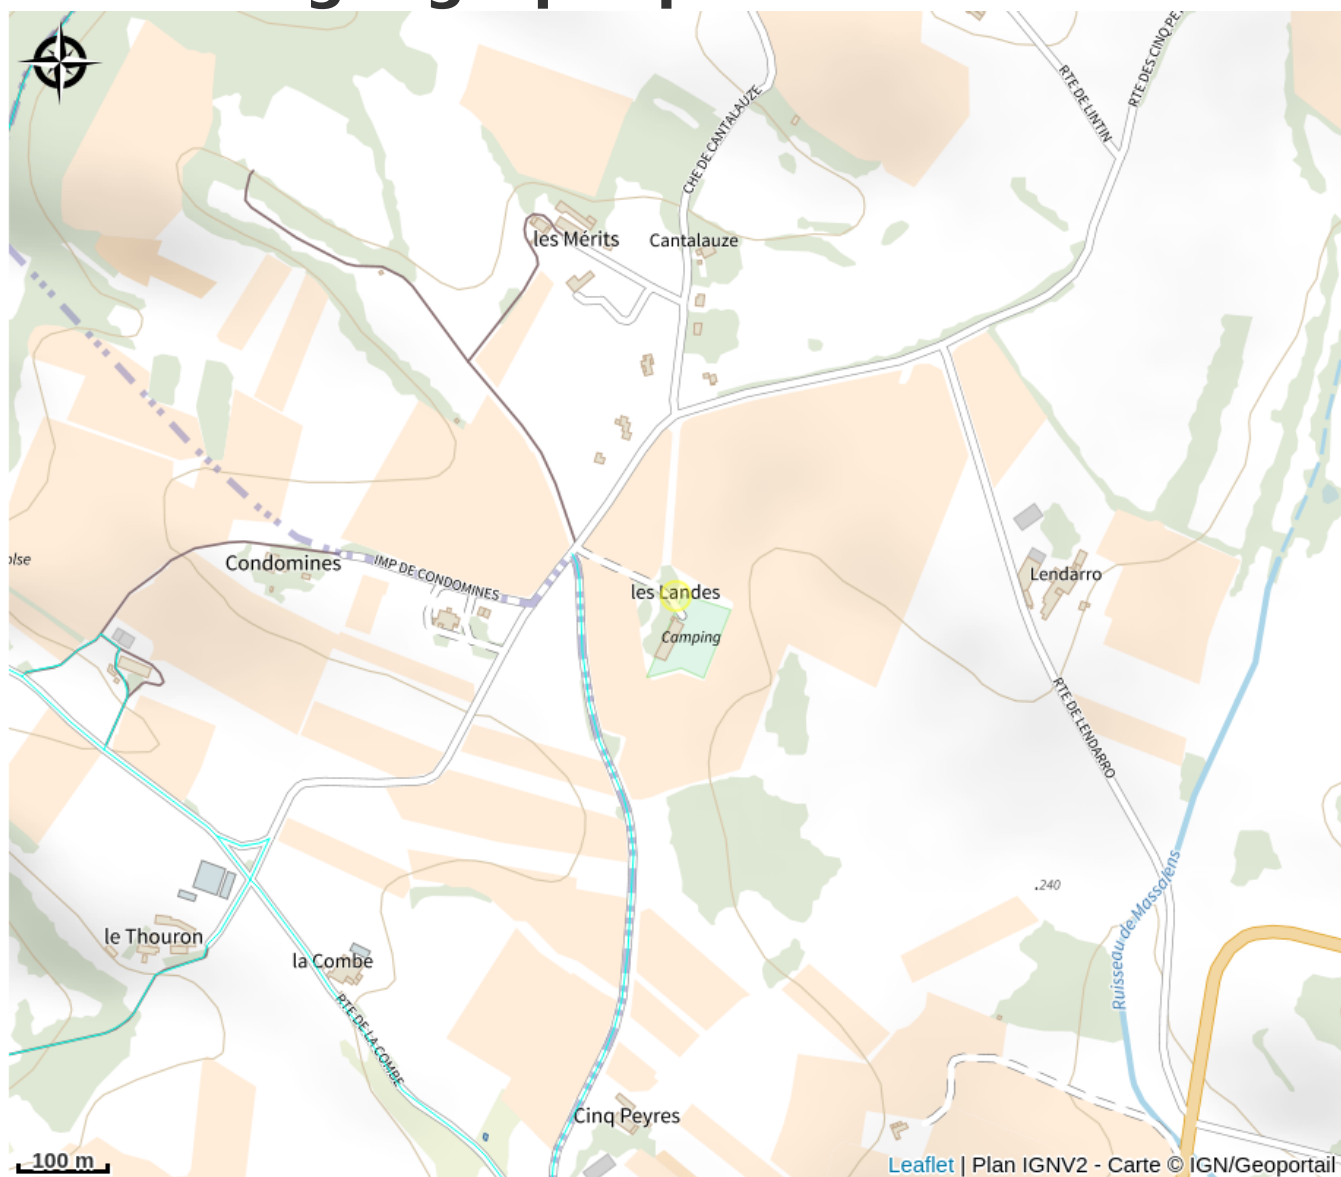 RTE DE LINTIN
RTE DES CINQ PE
CHE DE CANTALAUZE
les Mérits
Cantalauze
olse
Condomines
IMP DE CONDOMINES
les Landes
Camping
Lendarro
RTE DE LENDARRO
240
Ruisseau de Massalens
le Thouron
la Combe
RTE DE LA COMBE
Cinq Peyres
100 m
Leaflet | Plan IGNV2 - Carte © IGN/Geoportail